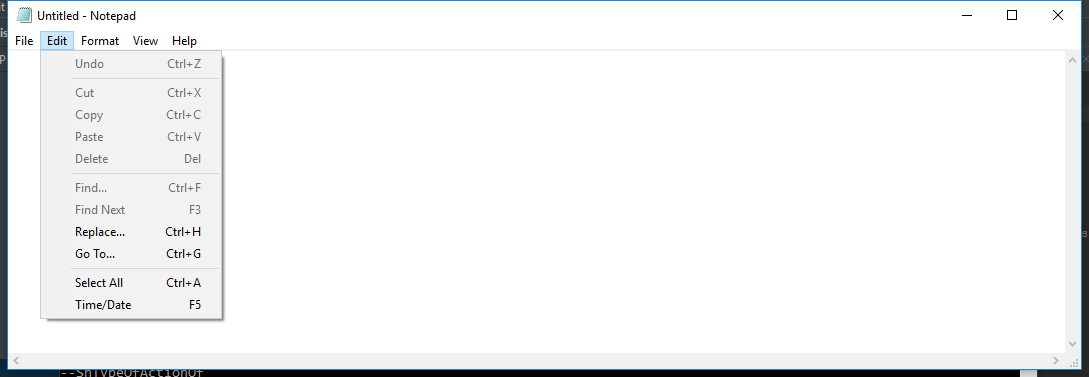 Untitled - Notepad
File Edit Format View Help
Undo Ctrl+Z
Cut Ctrl+X
Copy Ctrl+C
Paste Ctrl+V
Delete Del
Find... Ctrl+F
Find Next F3
Replace... Ctrl+H
Go To... Ctrl+G
Select All Ctrl+A
Time/Date F5
--ShTypeOfActionOf